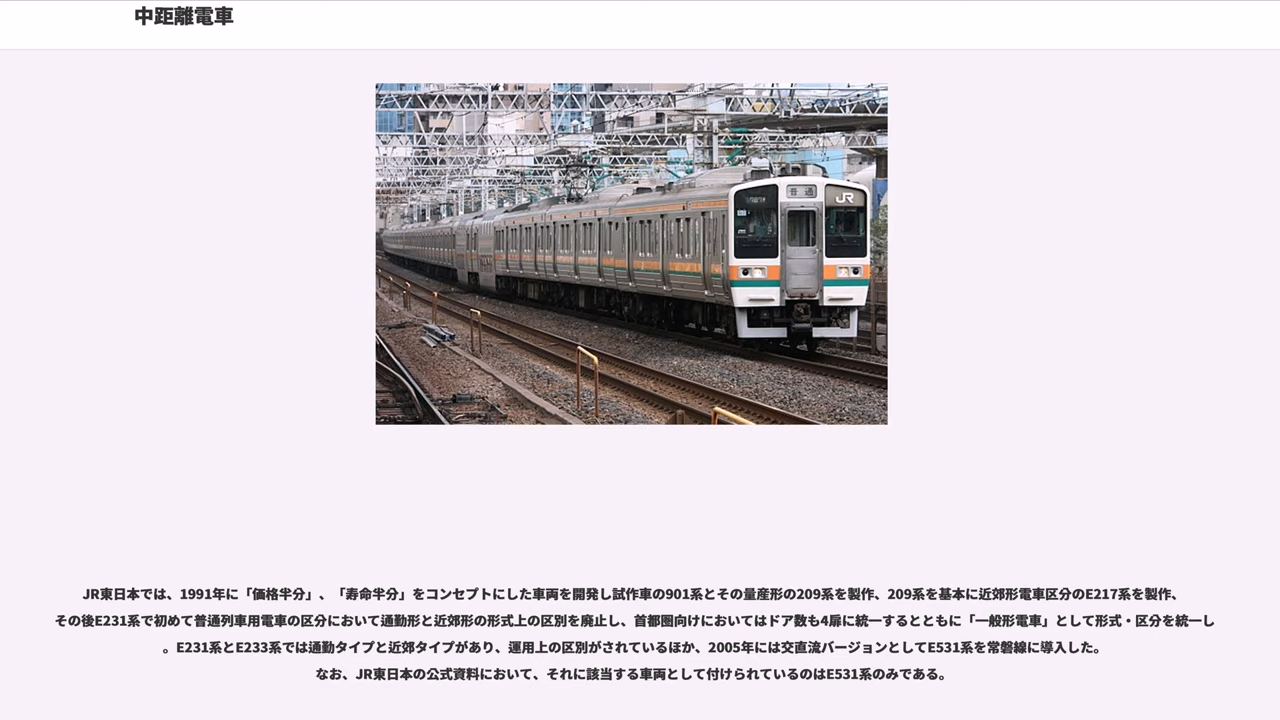 中距離電車
普通
JR
JR東日本では、1991年に「価格半分」、「寿命半分」をコンセプトにした車両を開発し試作車の901系とその量産形の209系を製作、209系を基本に近郊形電車区分のE217系を製作、
その後E231系で初めて普通列車用電車の区分において通勤形と近郊形の形式上の区別を廃止し、首都圏向けにおいてはドア数も4扉に統一するとともに「一般形電車」として形式・区分を統一し
。E231系とE233系では通勤タイプと近郊タイプがあり、運用上の区別がされているほか、2005年には交直流バージョンとしてE531系を常磐線に導入した。
なお、JR東日本の公式資料において、それに該当する車両として付けられているのはE531系のみである。